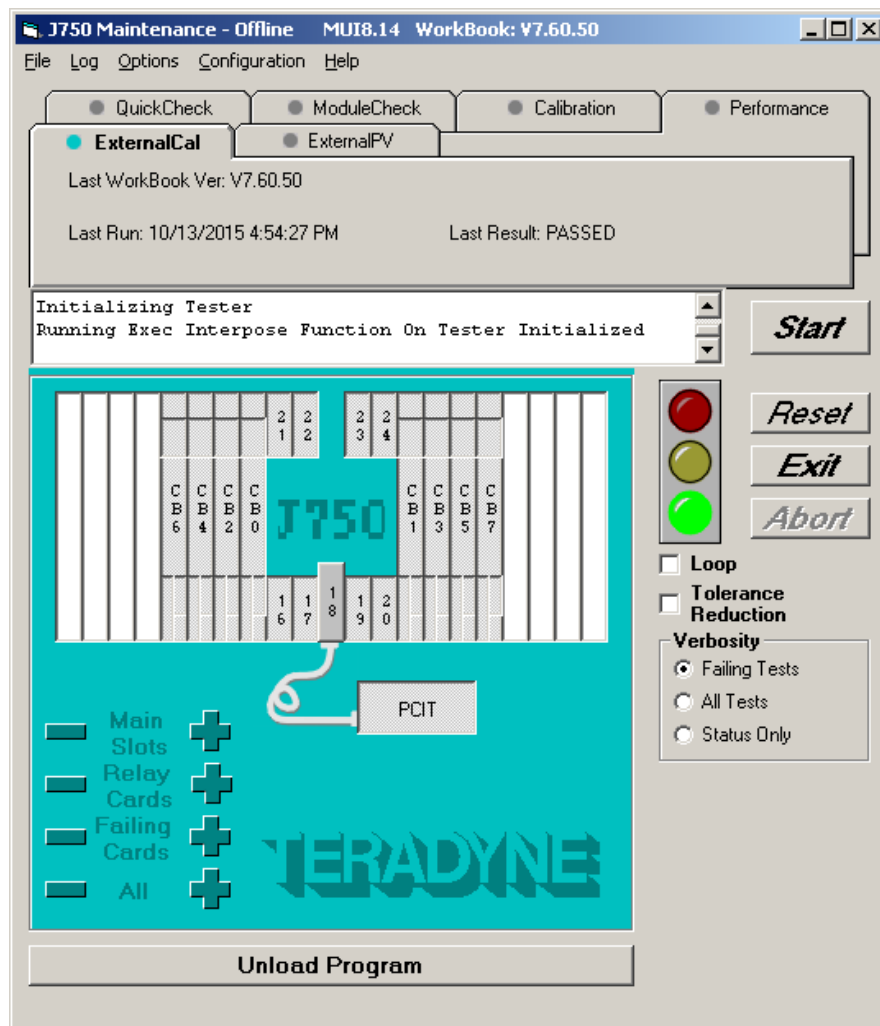 J750 Maintenance - Offline MUI8.14 WorkBook: V7.60.50
File Log Options Configuration Help
QuickCheck ModuleCheck Calibration Performance
ExternalCal ExternalPV
Last WorkBook Ver: V7.60.50
Last Run: 10/13/2015 4:54:27 PM Last Result: PASSED
Initializing Tester
Running Exec Interpose Function On Tester Initialized
Start
Reset
Exit
Abort
21 22 23 24
CB6 CB4 CB2 CB0 J750 CB1 CB3 CB5 CB7
16 17 18 19 20
PCIT
Loop
Tolerance
Reduction
Verbosity
Failing Tests
All Tests
Status Only
Main
Slots
Relay
Cards
Failing
Cards
All
TERADYNE
Unload Program